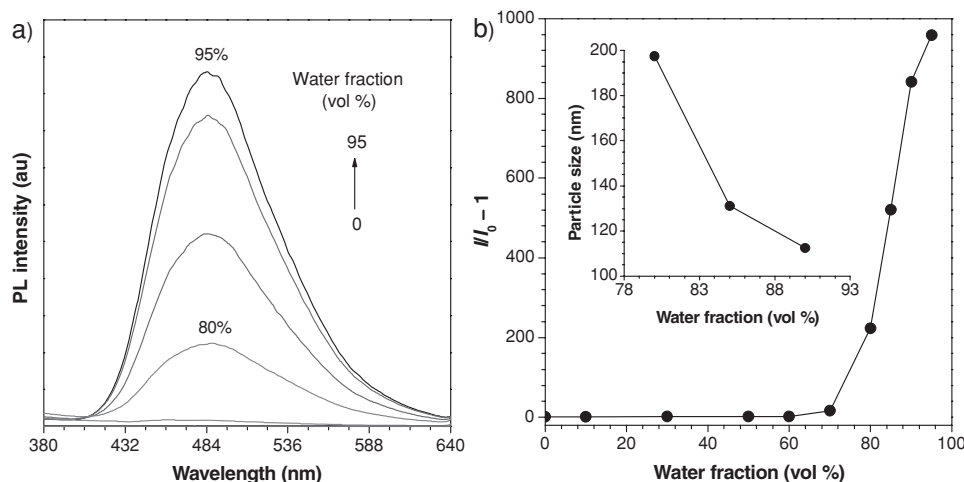 a)
95%
Water fraction
(vol %)
95
0
80%
PL intensity (au)
380 432 484 536 588 640
Wavelength (nm)
b)
1000
800
600
400
200
0
I/I0 – 1
0 20 40 60 80 100
Water fraction (vol %)
200
180
160
140
120
100
Particle size (nm)
78 83 88 93
Water fraction (vol %)